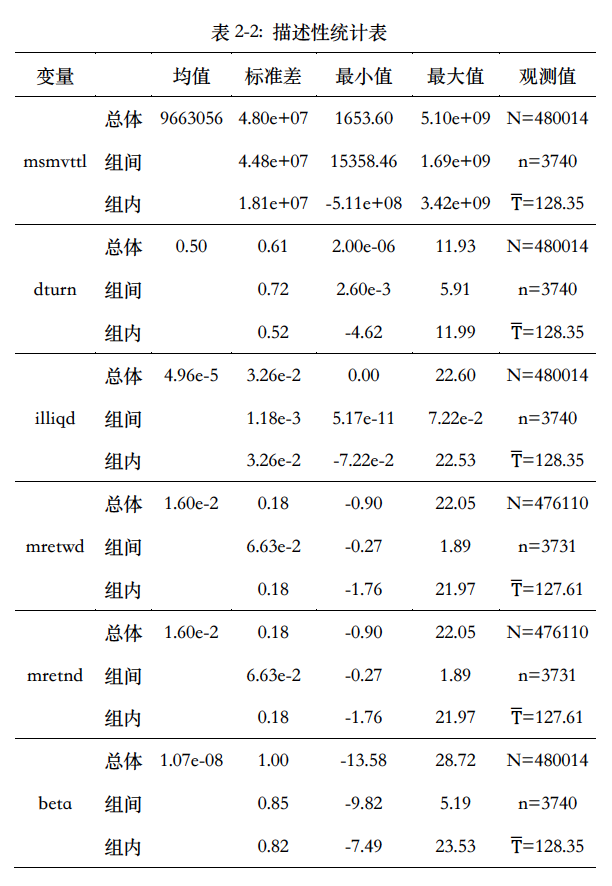 表 2-2: 描述性统计表
变量 均值 标准差 最小值 最大值 观测值
总体 9663056 4.80e+07 1653.60 5.10e+09 N=480014
msmvttl 组间 4.48e+07 15358.46 1.69e+09 n=3740
组内 1.81e+07 -5.11e+08 3.42e+09 T̅=128.35
总体 0.50 0.61 2.00e-06 11.93 N=480014
dturn 组间 0.72 2.60e-3 5.91 n=3740
组内 0.52 -4.62 11.99 T̅=128.35
总体 4.96e-5 3.26e-2 0.00 22.60 N=480014
illiqd 组间 1.18e-3 5.17e-11 7.22e-2 n=3740
组内 3.26e-2 -7.22e-2 22.53 T̅=128.35
总体 1.60e-2 0.18 -0.90 22.05 N=476110
mretwd 组间 6.63e-2 -0.27 1.89 n=3731
组内 0.18 -1.76 21.97 T̅=127.61
总体 1.60e-2 0.18 -0.90 22.05 N=476110
mretnd 组间 6.63e-2 -0.27 1.89 n=3731
组内 0.18 -1.76 21.97 T̅=127.61
总体 1.07e-08 1.00 -13.58 28.72 N=480014
beta 组间 0.85 -9.82 5.19 n=3740
组内 0.82 -7.49 23.53 T̅=128.35